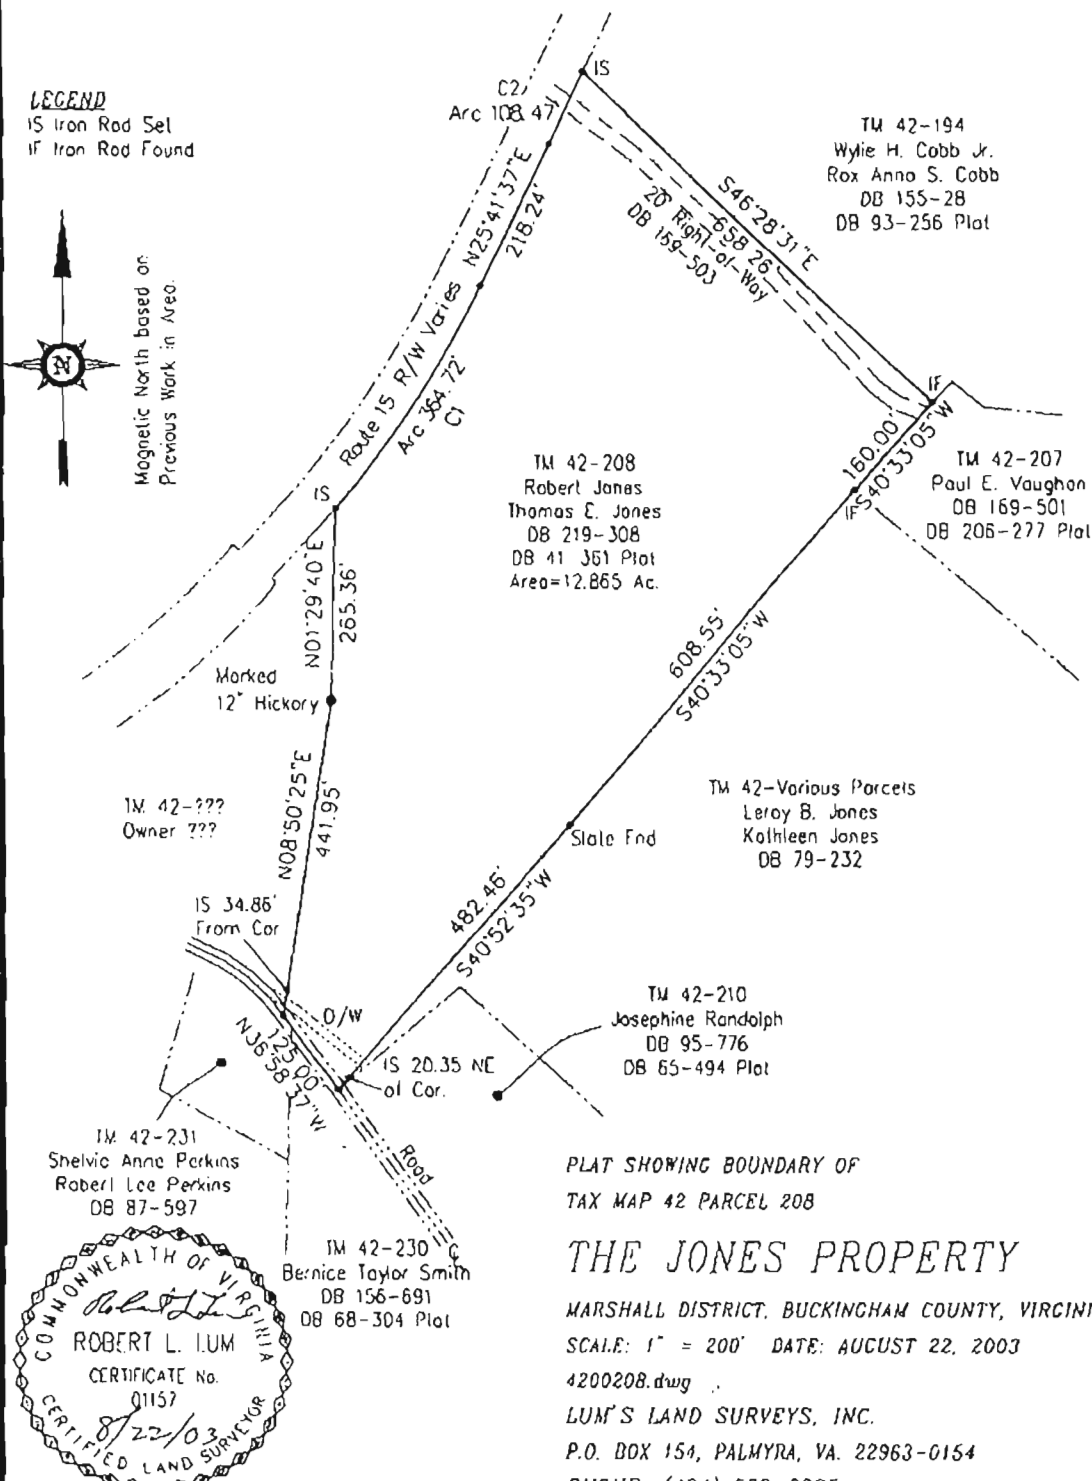 LEGEND
IS Iron Rod Set
IF Iron Rod Found
Magnetic North based on
Previous Work in Area.
N
C2
Arc 108.47'
IS
TM 42-194
Wylie H. Cobb Jr.
Rox Anno S. Cobb
DB 155-28
DB 93-256 Plat
S46°28'31"E
658.26'
20' Right-of-Way
DB 169-503
N25°41'37"E
218.24'
Route 15 R/W Varies
Arc 364.72'
C1
IS
IF
160.00'
S40°33'05"W
IF
TM 42-207
Paul E. Vaughan
DB 169-501
DB 206-277 Plat
TM 42-208
Robert Jones
Thomas E. Jones
DB 219-308
DB 41 361 Plat
Area=12.865 Ac.
N01°29'40"E
265.36'
Marked
12" Hickory
608.55'
S40°33'05"W
TM 42-???
Owner ???
N08°50'25"E
441.95'
TM 42-Various Parcels
Leroy B. Jones
Kathleen Jones
DB 79-232
Slate Fnd
482.46'
S40°52'35"W
IS 34.86'
From Cor
O/W
125.00'
N36°58'37"W
IS 20.35 NE
of Cor.
TM 42-210
Josephine Randolph
DB 95-776
DB 65-494 Plat
Road
TM 42-231
Shelvie Anne Perkins
Robert Lee Perkins
DB 87-597
TM 42-230
Bernice Taylor Smith
DB 156-691
DB 68-304 Plat
COMMONWEALTH OF VIRGINIA
Robert L. Lum
ROBERT L. LUM
CERTIFICATE No.
01157
8/22/03
CERTIFIED LAND SURVEYOR
PLAT SHOWING BOUNDARY OF
TAX MAP 42 PARCEL 208
THE JONES PROPERTY
MARSHALL DISTRICT, BUCKINGHAM COUNTY, VIRGINI
SCALE: 1" = 200' DATE: AUGUST 22, 2003
4200208.dwg
LUM'S LAND SURVEYS, INC.
P.O. BOX 154, PALMYRA, VA. 22963-0154